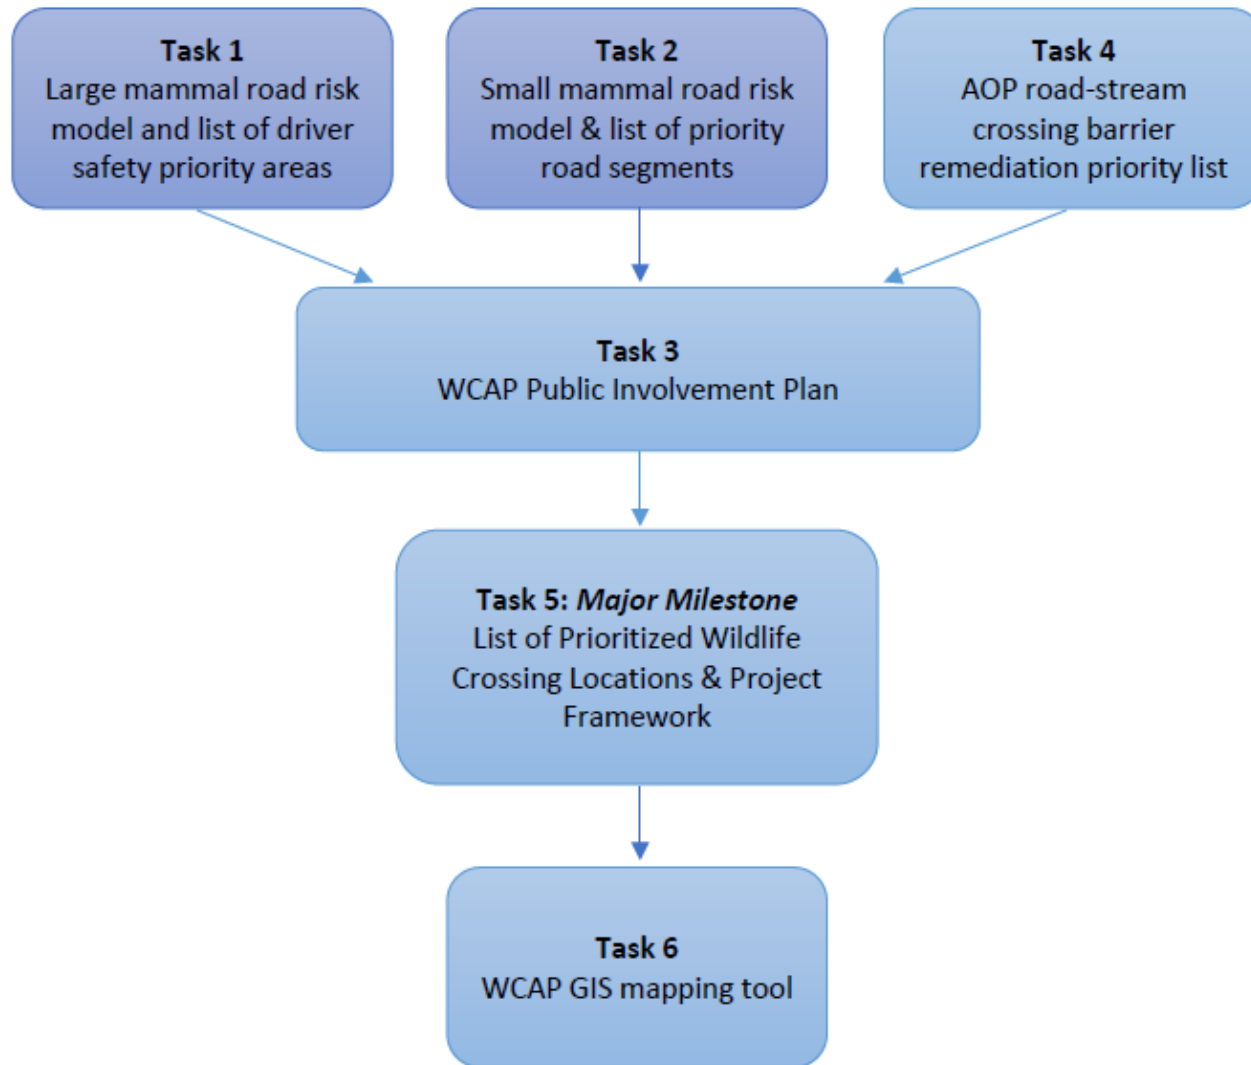 Task 1
Large mammal road risk
model and list of driver
safety priority areas
Task 2
Small mammal road risk
model & list of priority
road segments
Task 4
AOP road-stream
crossing barrier
remediation priority list
Task 3
WCAP Public Involvement Plan
Task 5: Major Milestone
List of Prioritized Wildlife
Crossing Locations & Project
Framework
Task 6
WCAP GIS mapping tool